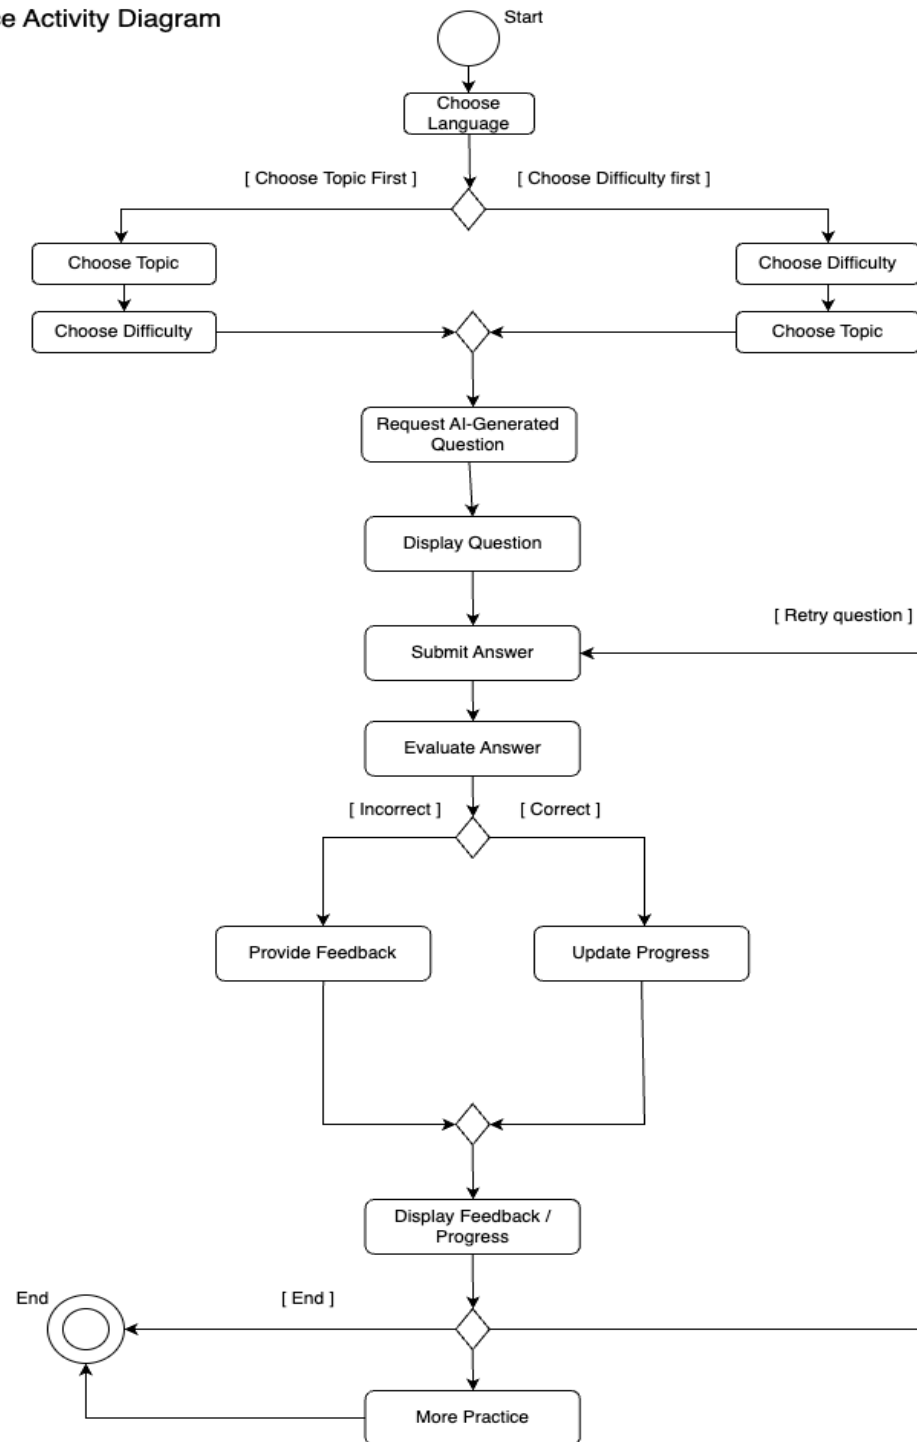 ce Activity Diagram
Start
Choose
Language
[ Choose Topic First ]
[ Choose Difficulty first ]
Choose Topic
Choose Difficulty
Choose Difficulty
Choose Topic
Request AI-Generated
Question
Display Question
[ Retry question ]
Submit Answer
Evaluate Answer
[ Incorrect ]
[ Correct ]
Provide Feedback
Update Progress
Display Feedback /
Progress
End
[ End ]
More Practice